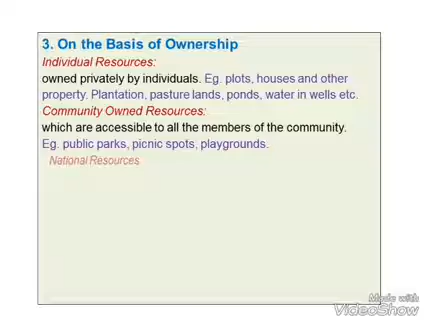 3. On the Basis of Ownership
Individual Resources:
owned privately by individuals. Eg. plots, houses and other
property. Plantation, pasture lands, ponds, water in wells etc.
Community Owned Resources:
which are accessible to all the members of the community.
Eg. public parks, picnic spots, playgrounds.
National Resources
Made with
VideoShow